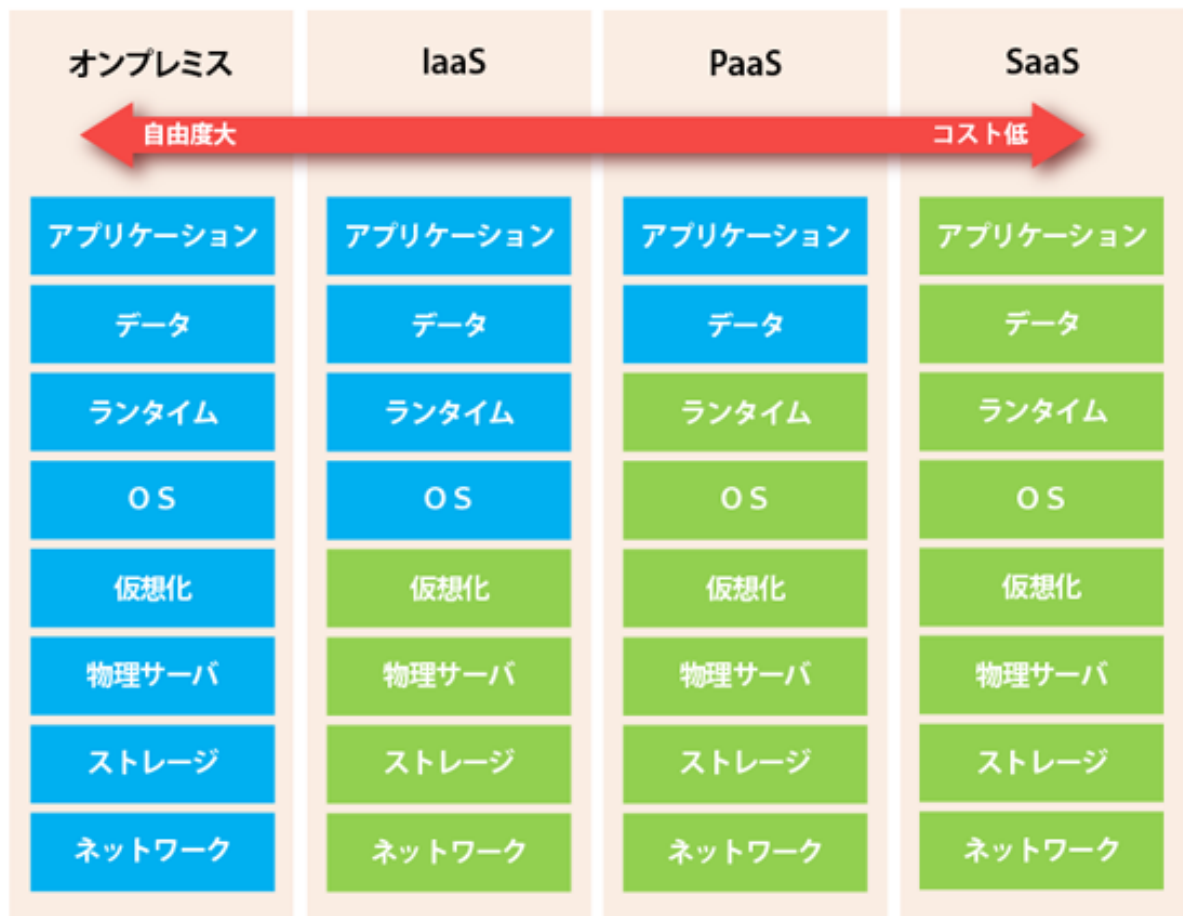 オンプレミス
IaaS
PaaS
SaaS
自由度大
コスト低
アプリケーション
データ
ランタイム
OS
仮想化
物理サーバ
ストレージ
ネットワーク
アプリケーション
データ
ランタイム
OS
仮想化
物理サーバ
ストレージ
ネットワーク
アプリケーション
データ
ランタイム
OS
仮想化
物理サーバ
ストレージ
ネットワーク
アプリケーション
データ
ランタイム
OS
仮想化
物理サーバ
ストレージ
ネットワーク